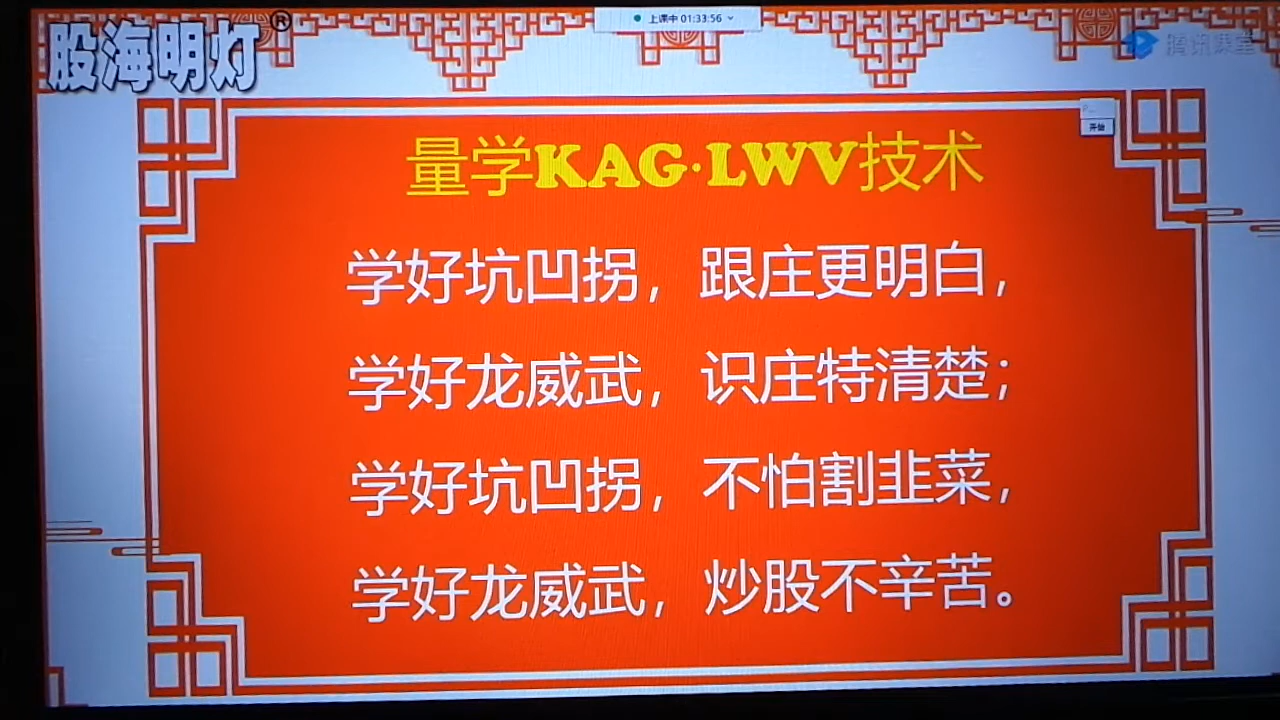 股海明灯®
上课中 01:33:56
腾讯课堂
开始
量学KAG·LWV技术
学好坑凹拐，跟庄更明白，
学好龙威武，识庄特清楚；
学好坑凹拐，不怕割韭菜，
学好龙威武，炒股不辛苦。